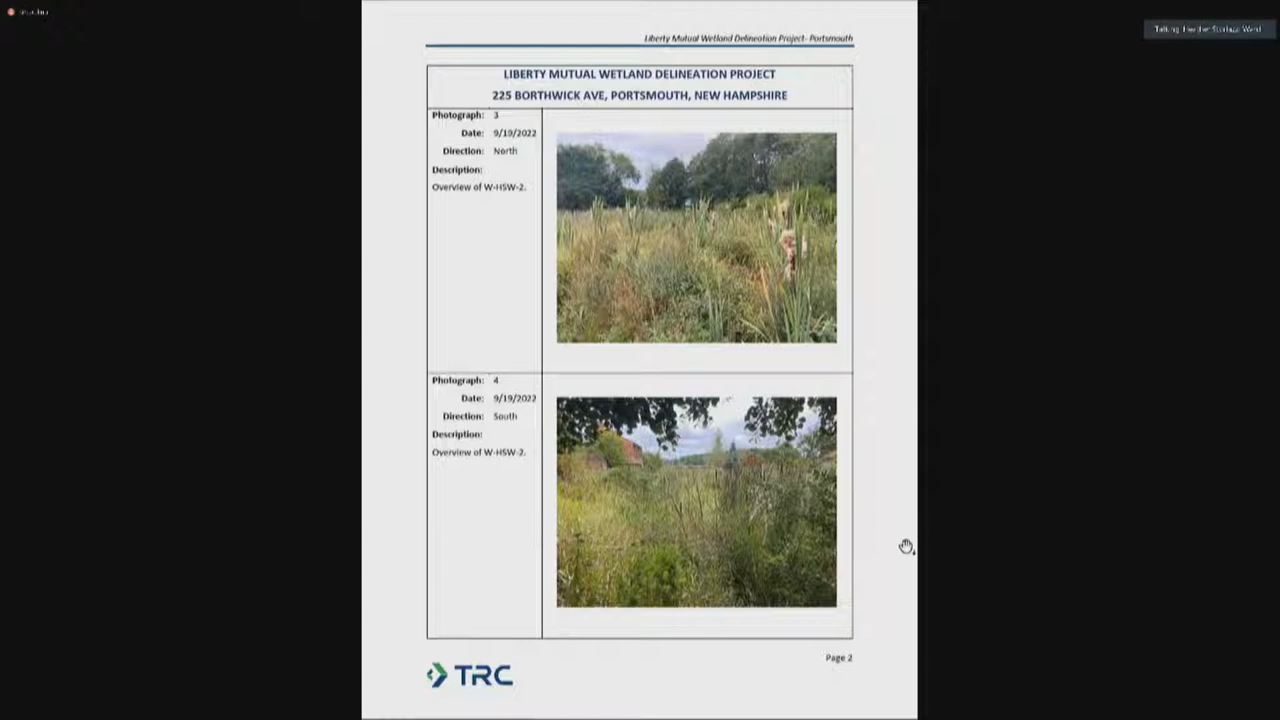 Liberty Mutual Wetland Delineation Project- Portsmouth
LIBERTY MUTUAL WETLAND DELINEATION PROJECT
225 BORTHWICK AVE, PORTSMOUTH, NEW HAMPSHIRE
Photograph: 3
Date: 9/19/2022
Direction: North
Description:
Overview of W-HSW-2.
Photograph: 4
Date: 9/19/2022
Direction: South
Description:
Overview of W-HSW-2.
Page 2
TRC